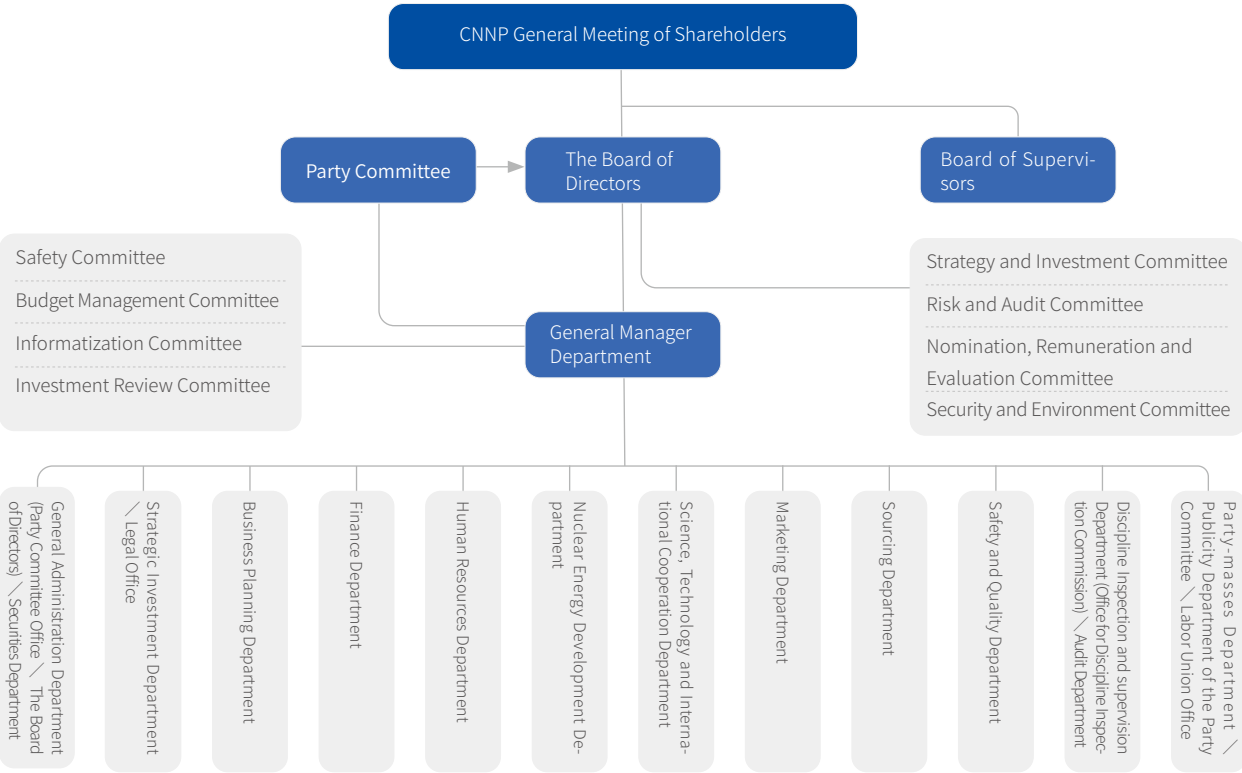 CNNP General Meeting of Shareholders
Party Committee
The Board of
Directors
Board of Supervi-
sors
Safety Committee
Budget Management Committee
Informatization Committee
Investment Review Committee
General Manager
Department
Strategy and Investment Committee
Risk and Audit Committee
Nomination, Remuneration and
Evaluation Committee
Security and Environment Committee
General Administration Department
(Party Committee Office \ The Board
of Directors) \ Securities Department
Strategic Investment Department
\ Legal Office
Business Planning Department
Finance Department
Human Resources Department
Nuclear Energy Development De-
partment
Science, Technology and Interna-
tional Cooperation Department
Marketing Department
Sourcing Department
Safety and Quality Department
Discipline Inspection and supervision
Department (Office for Discipline Inspec-
tion Commission) \ Audit Department
Party-masses Department \
Publicity Department of the Party
Committee \ Labor Union Office